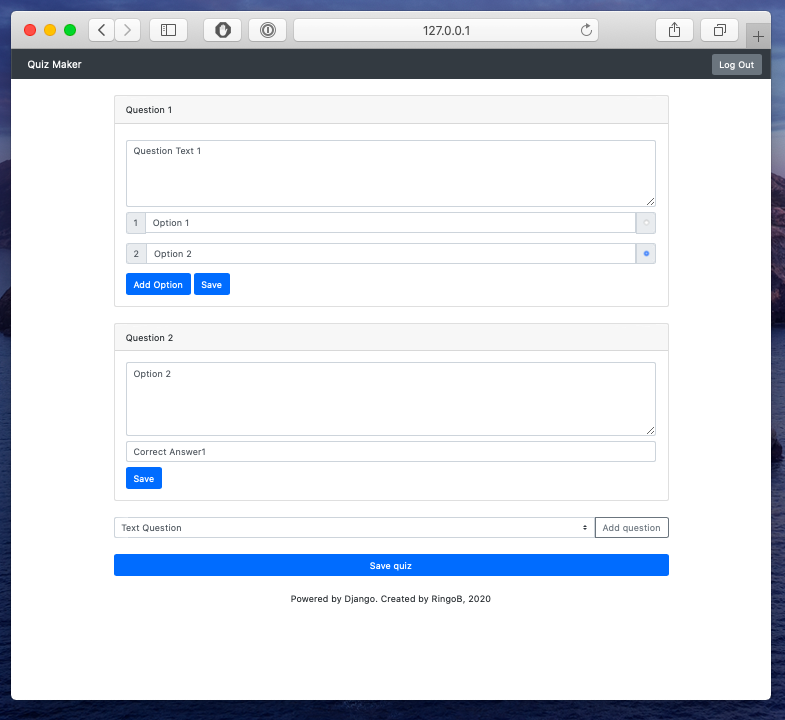 127.0.0.1
Quiz Maker
Log Out
Question 1
Question Text 1
1 Option 1
2 Option 2
Add Option Save
Question 2
Option 2
Correct Answer1
Save
Text Question Add question
Save quiz
Powered by Django. Created by RingoB, 2020